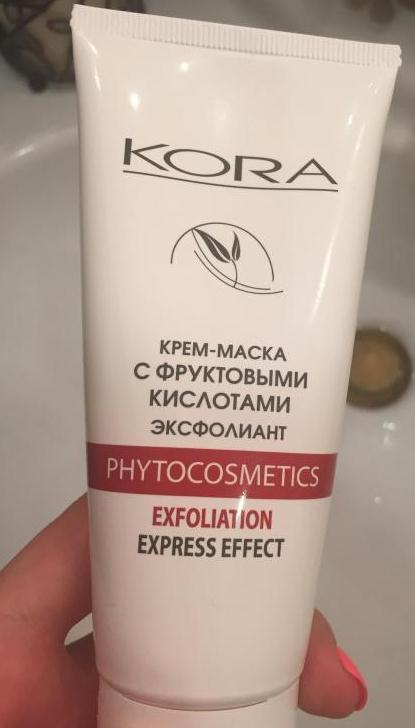 KORA
КРЕМ-МАСКА
С ФРУКТОВЫМИ
КИСЛОТАМИ
ЭКСФОЛИАНТ
PHYTOCOSMETICS
EXFOLIATION
EXPRESS EFFECT